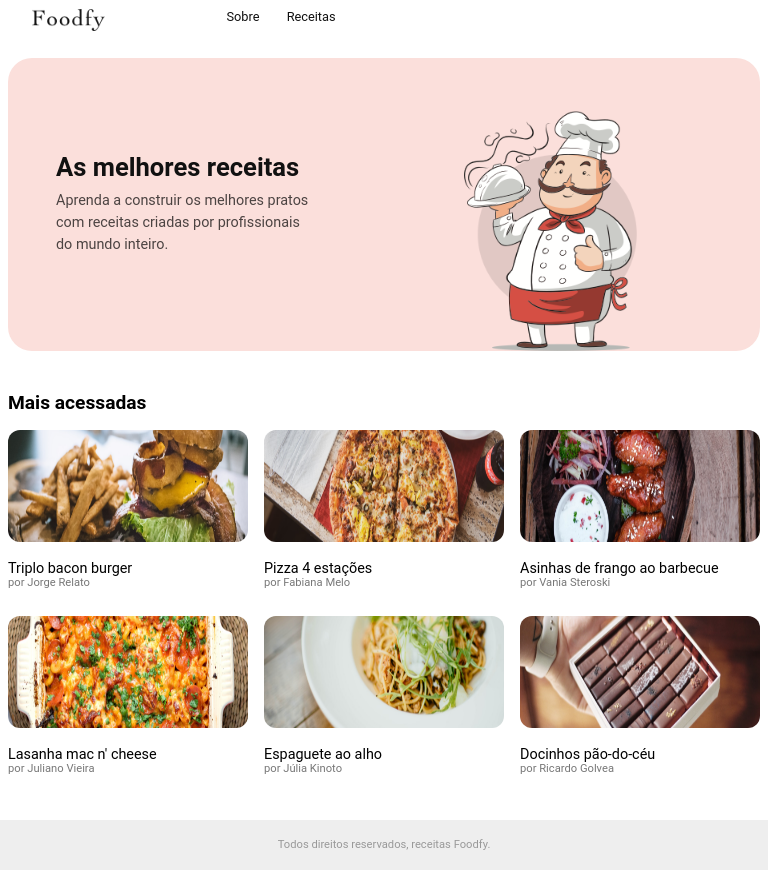 Foodfy
Sobre Receitas
As melhores receitas
Aprenda a construir os melhores pratos
com receitas criadas por profissionais
do mundo inteiro.
Mais acessadas
Triplo bacon burger
por Jorge Relato
Pizza 4 estações
por Fabiana Melo
Asinhas de frango ao barbecue
por Vania Steroski
Lasanha mac n' cheese
por Juliano Vieira
Espaguete ao alho
por Júlia Kinoto
Docinhos pão-do-céu
por Ricardo Golvea
Todos direitos reservados, receitas Foodfy.